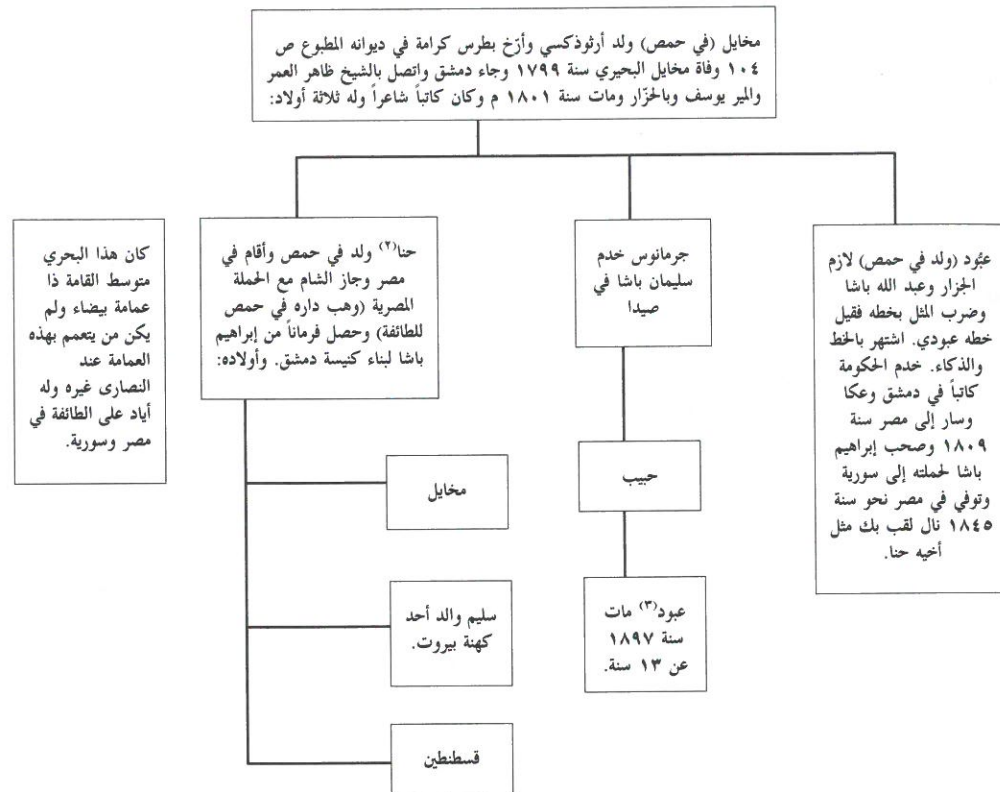 مخايل (في حمص) ولد أرثوذكسي وأرّخ بطرس كرامة في ديوانه المطبوع ص
١٠٤ وفاة مخايل البحيري سنة ١٧٩٩ وجاء دمشق واتصل بالشيخ ظاهر العمر
والمير يوسف وبالحزّار ومات سنة ١٨٠١ م وكان كاتباً شاعراً وله ثلاثة أولاد:
عبُّود (ولد في حمص) لازم
الجزار وعبد الله باشا
وضرب المثل بخطه فقيل
خطه عبودي. اشتهر بالخط
والذكاء. خدم الحكومة
كاتباً في دمشق وعكا
وسار إلى مصر سنة
١٨٠٩ وصحب إبراهيم
باشا لحملته إلى سورية
وتوفي في مصر نحو سنة
١٨٤٥ نال لقب بك مثل
أخيه حنا.
جرمانوس خدم
سليمان باشا في
صيدا
حبيب
عبود(٣) مات
سنة ١٨٩٧
عن ١٣ سنة.
حنا(٢) ولد في حمص وأقام في
مصر وجاز الشام مع الحملة
المصرية (وهب داره في حمص
للطائفة) وحصل فرماناً من إبراهيم
باشا لبناء كنيسة دمشق. وأولاده:
مخايل
سليم والد أحد
كهنة بيروت.
قسطنطين
كان هذا البحري
متوسط القامة ذا
عمامة بيضاء ولم
يكن من يتعمم بهذه
العمامة عند
النصارى غيره وله
أياد على الطائفة في
مصر وسورية.